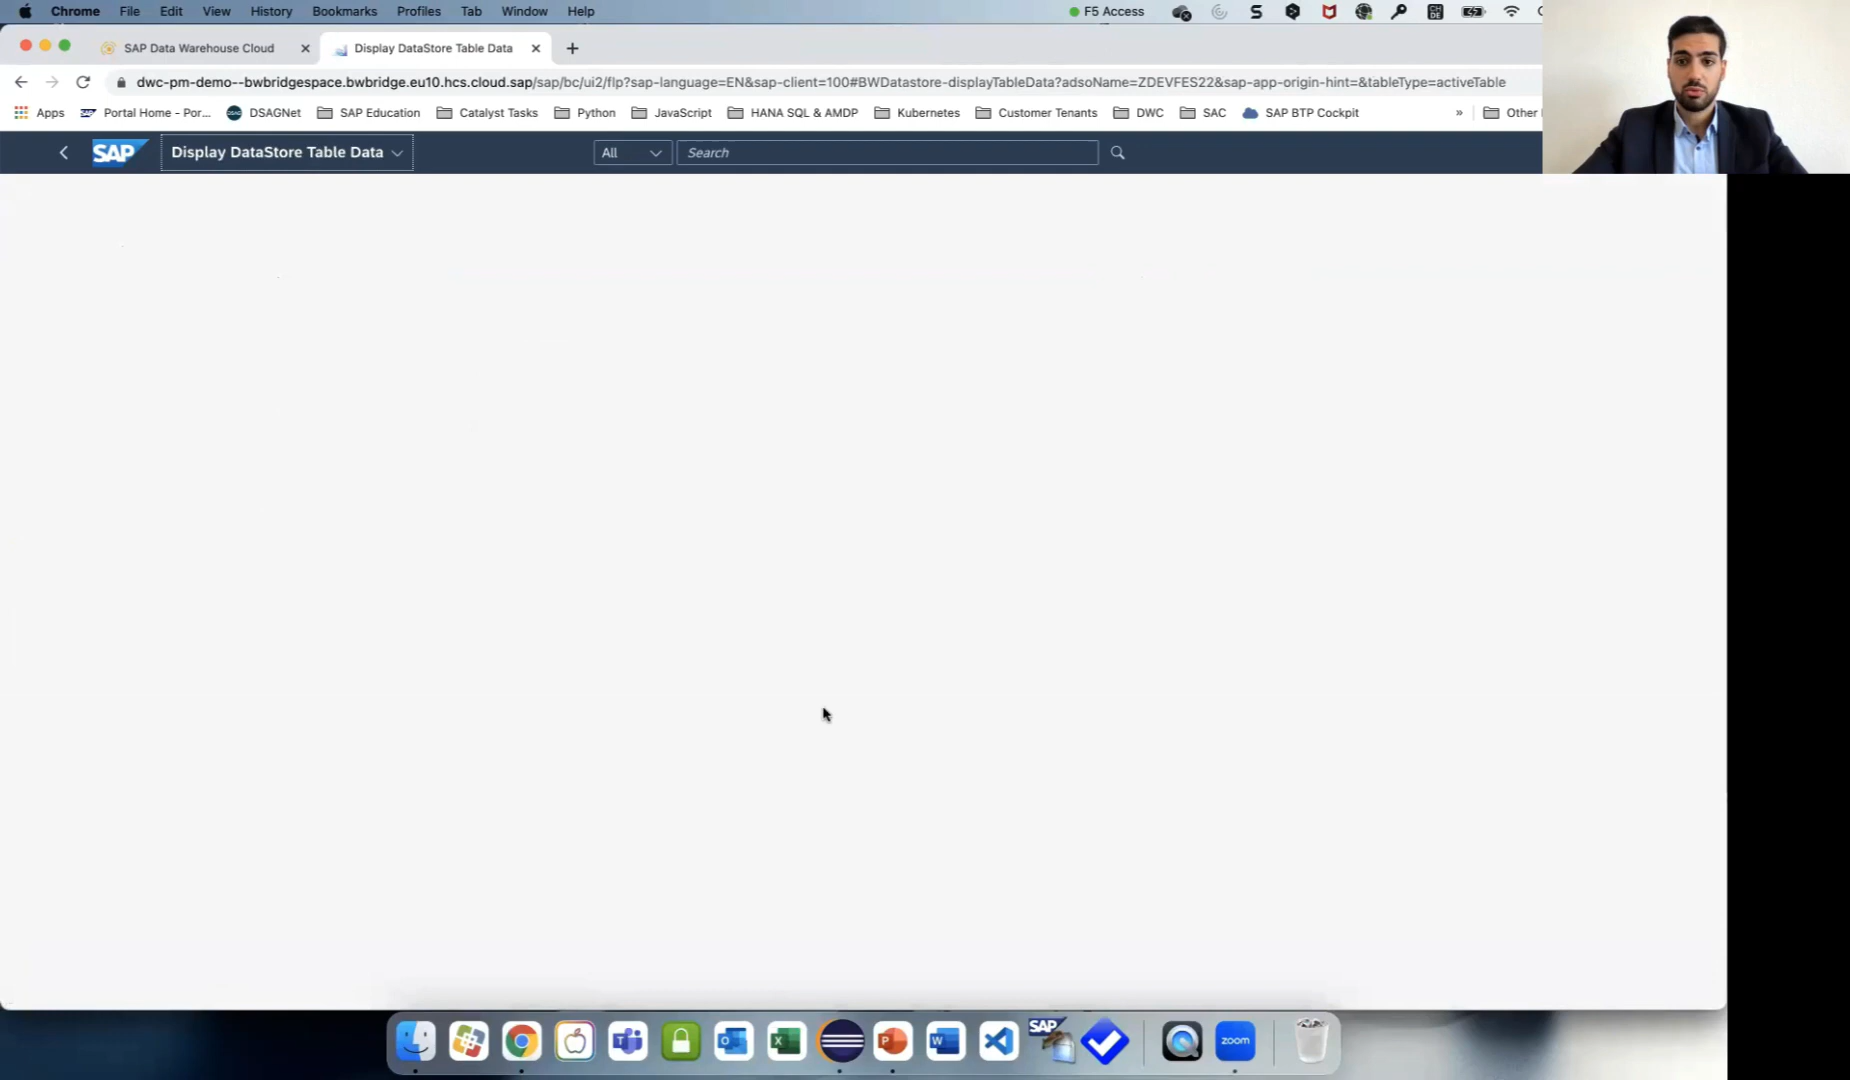 Chrome File Edit View History Bookmarks Profiles Tab Window Help F5 Access CH DE
SAP Data Warehouse Cloud Display DataStore Table Data
dwc-pm-demo--bwbridgespace.bwbridge.eu10.hcs.cloud.sap/sap/bc/ui2/flp?sap-language=EN&sap-client=100#BWDatastore-displayTableData?adsoName=ZDEVFES22&sap-app-origin-hint=&tableType=activeTable
Apps Portal Home - Por... DSAGNet SAP Education Catalyst Tasks Python JavaScript HANA SQL & AMDP Kubernetes Customer Tenants DWC SAC SAP BTP Cockpit » Other
SAP Display DataStore Table Data All Search
SAP
zoom